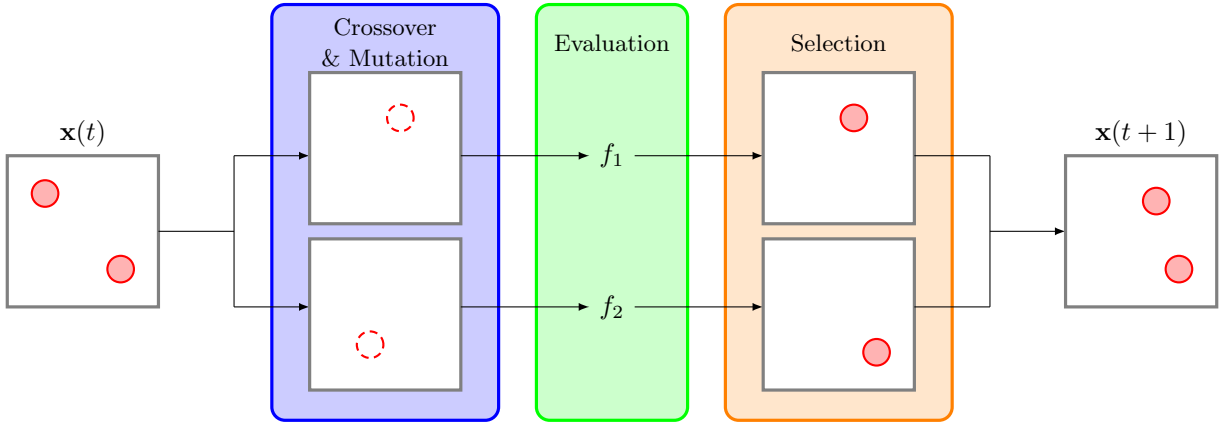 Crossover
& Mutation
Evaluation
Selection
x(t)
x(t + 1)
f₁
f₂